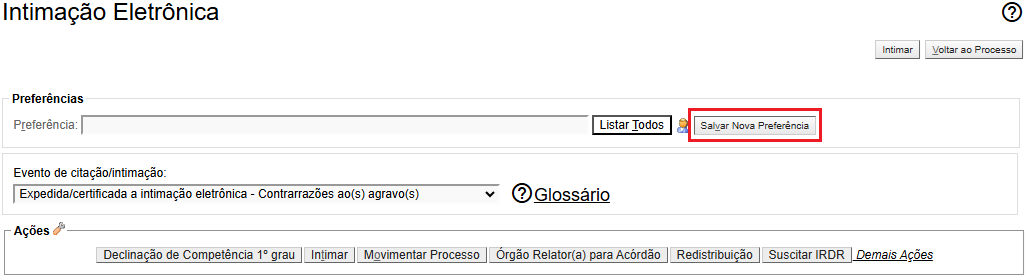 Intimação Eletrônica
Intimar Voltar ao Processo
Preferências
Preferência: Listar Todos Salvar Nova Preferência
Evento de citação/intimação:
Expedida/certificada a intimação eletrônica - Contrarrazões ao(s) agravo(s) Glossário
Ações
Declinação de Competência 1º grau Intimar Movimentar Processo Órgão Relator(a) para Acórdão Redistribuição Suscitar IRDR Demais Ações